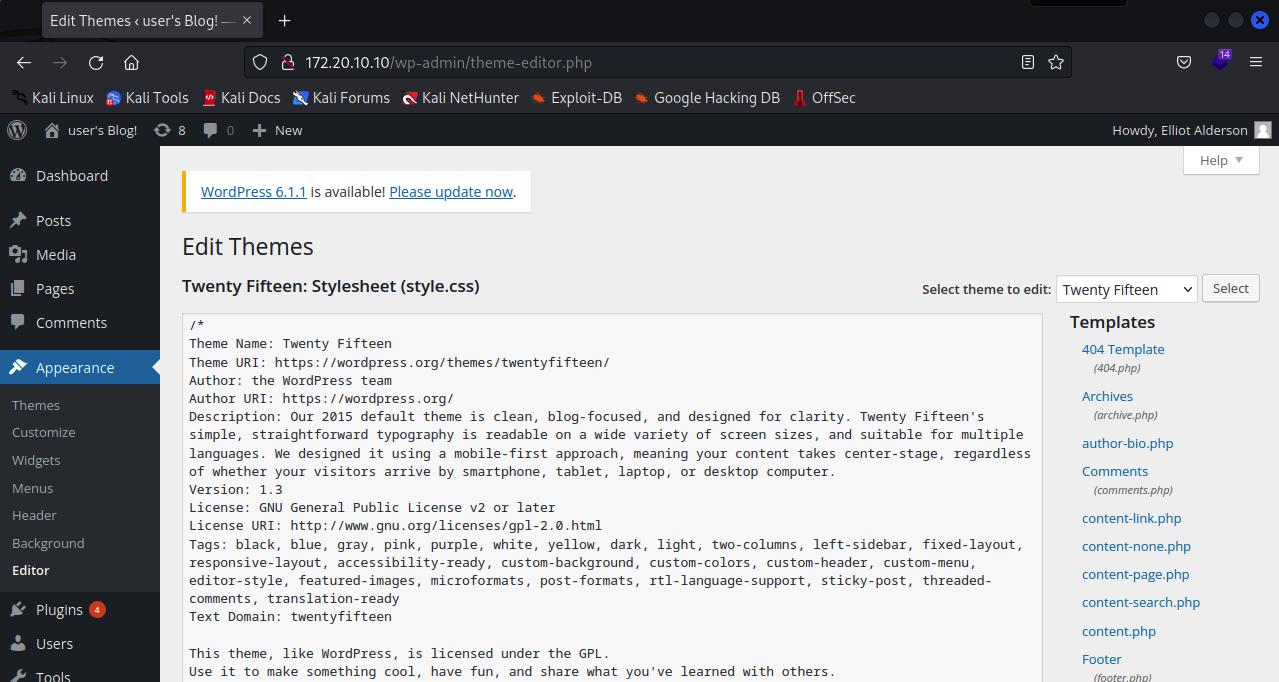 Edit Themes ‹ user's Blog! —
172.20.10.10/wp-admin/theme-editor.php
14
Kali Linux Kali Tools Kali Docs Kali Forums Kali NetHunter Exploit-DB Google Hacking DB OffSec
user's Blog! 8 0 New Howdy, Elliot Alderson
Help
Dashboard
Posts
Media
Pages
Comments
Appearance
Themes
Customize
Widgets
Menus
Header
Background
Editor
Plugins 4
Users
Tools
WordPress 6.1.1 is available! Please update now.
Edit Themes
Twenty Fifteen: Stylesheet (style.css)
Select theme to edit: Twenty Fifteen Select
/*
Theme Name: Twenty Fifteen
Theme URI: https://wordpress.org/themes/twentyfifteen/
Author: the WordPress team
Author URI: https://wordpress.org/
Description: Our 2015 default theme is clean, blog-focused, and designed for clarity. Twenty Fifteen's
simple, straightforward typography is readable on a wide variety of screen sizes, and suitable for multiple
languages. We designed it using a mobile-first approach, meaning your content takes center-stage, regardless
of whether your visitors arrive by smartphone, tablet, laptop, or desktop computer.
Version: 1.3
License: GNU General Public License v2 or later
License URI: http://www.gnu.org/licenses/gpl-2.0.html
Tags: black, blue, gray, pink, purple, white, yellow, dark, light, two-columns, left-sidebar, fixed-layout,
responsive-layout, accessibility-ready, custom-background, custom-colors, custom-header, custom-menu,
editor-style, featured-images, microformats, post-formats, rtl-language-support, sticky-post, threaded-
comments, translation-ready
Text Domain: twentyfifteen
This theme, like WordPress, is licensed under the GPL.
Use it to make something cool, have fun, and share what you've learned with others.
Templates
404 Template
(404.php)
Archives
(archive.php)
author-bio.php
Comments
(comments.php)
content-link.php
content-none.php
content-page.php
content-search.php
content.php
Footer
(footer.php)